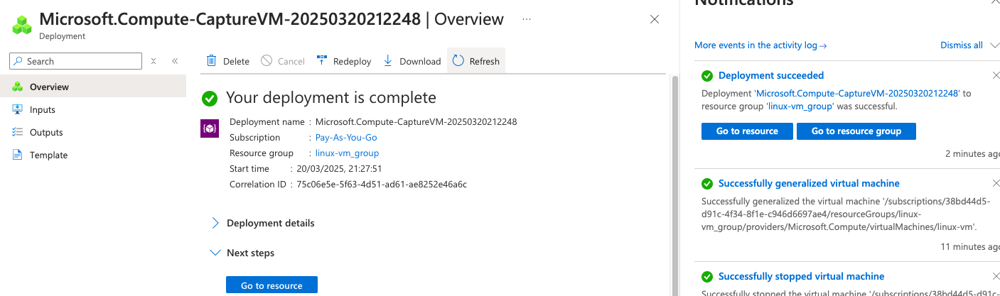 Microsoft.Compute-CaptureVM-20250320212248 | Overview ...
Deployment
Search
Overview
Inputs
Outputs
Template
Delete Cancel Redeploy Download Refresh
Your deployment is complete
Deployment name : Microsoft.Compute-CaptureVM-20250320212248
Subscription : Pay-As-You-Go
Resource group : linux-vm_group
Start time : 20/03/2025, 21:27:51
Correlation ID : 75c06e5e-5f63-4d51-ad61-ae8252e46a6c
Deployment details
Next steps
Go to resource
Notifications
More events in the activity log → Dismiss all
Deployment succeeded
Deployment 'Microsoft.Compute-CaptureVM-20250320212248' to
resource group 'linux-vm_group' was successful.
Go to resource Go to resource group
2 minutes ago
Successfully generalized virtual machine
Successfully generalized the virtual machine '/subscriptions/38bd44d5-
d91c-4f34-8f1e-c946d6697ae4/resourceGroups/linux-
vm_group/providers/Microsoft.Compute/virtualMachines/linux-vm'.
11 minutes ago
Successfully stopped virtual machine
Successfully stopped the virtual machine '/subscriptions/38bd44d5-d91c-